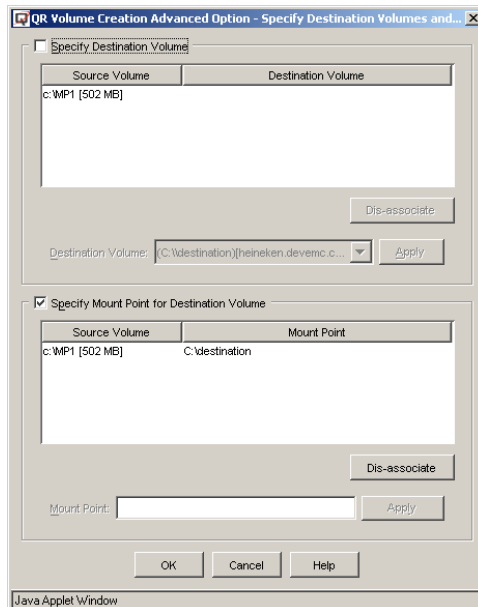 QR Volume Creation Advanced Option - Specify Destination Volumes and...
Specify Destination Volume
Source Volume Destination Volume
c:\MP1 [502 MB]
Dis-associate
Destination Volume: (C:\\destination)[heineken.devemc.c... Apply
Specify Mount Point for Destination Volume
Source Volume Mount Point
c:\MP1 [502 MB] C:\destination
Dis-associate
Mount Point: Apply
OK Cancel Help
Java Applet Window